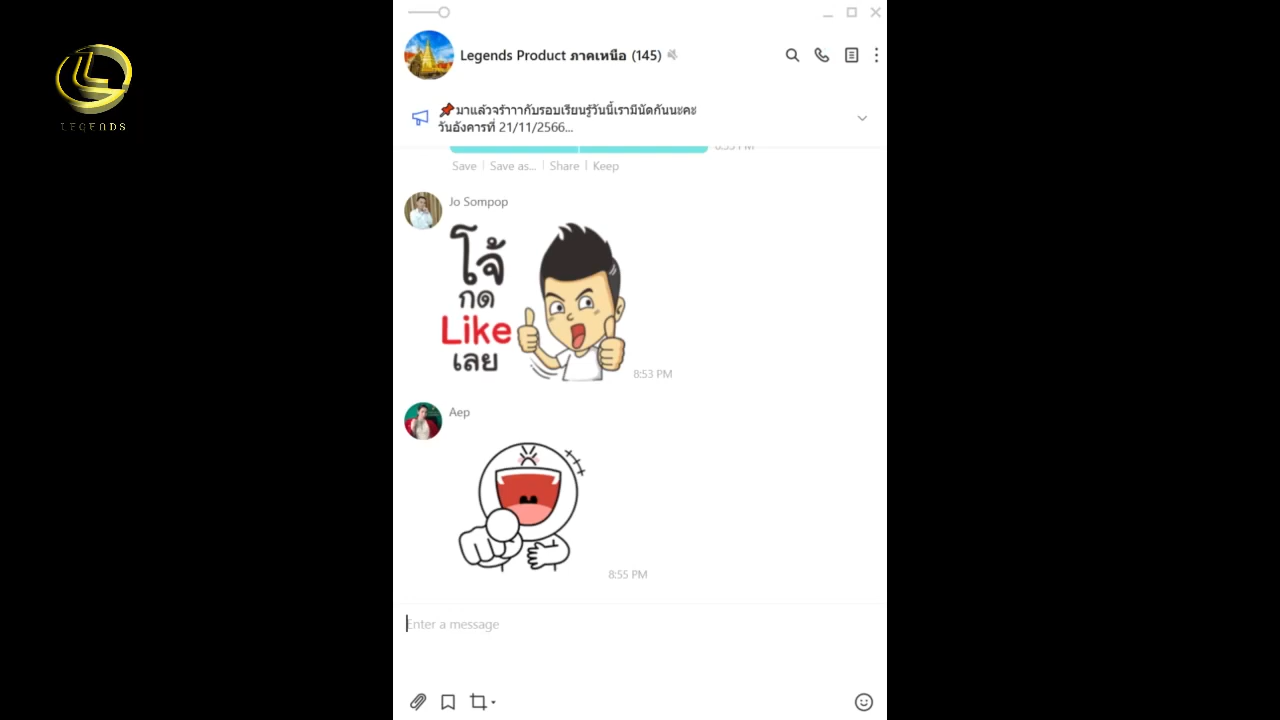 LEGENDS
Legends Product ภาคเหนือ (145)
📌มาแล้วจร้าาากับรอบเรียนรู้วันนี้เรามีนัดกันนะคะ
วันอังคารที่ 21/11/2566...
Save | Save as... | Share | Keep
Jo Sompop
โจ้
กด
Like
เลย
8:53 PM
Aep
8:55 PM
Enter a message